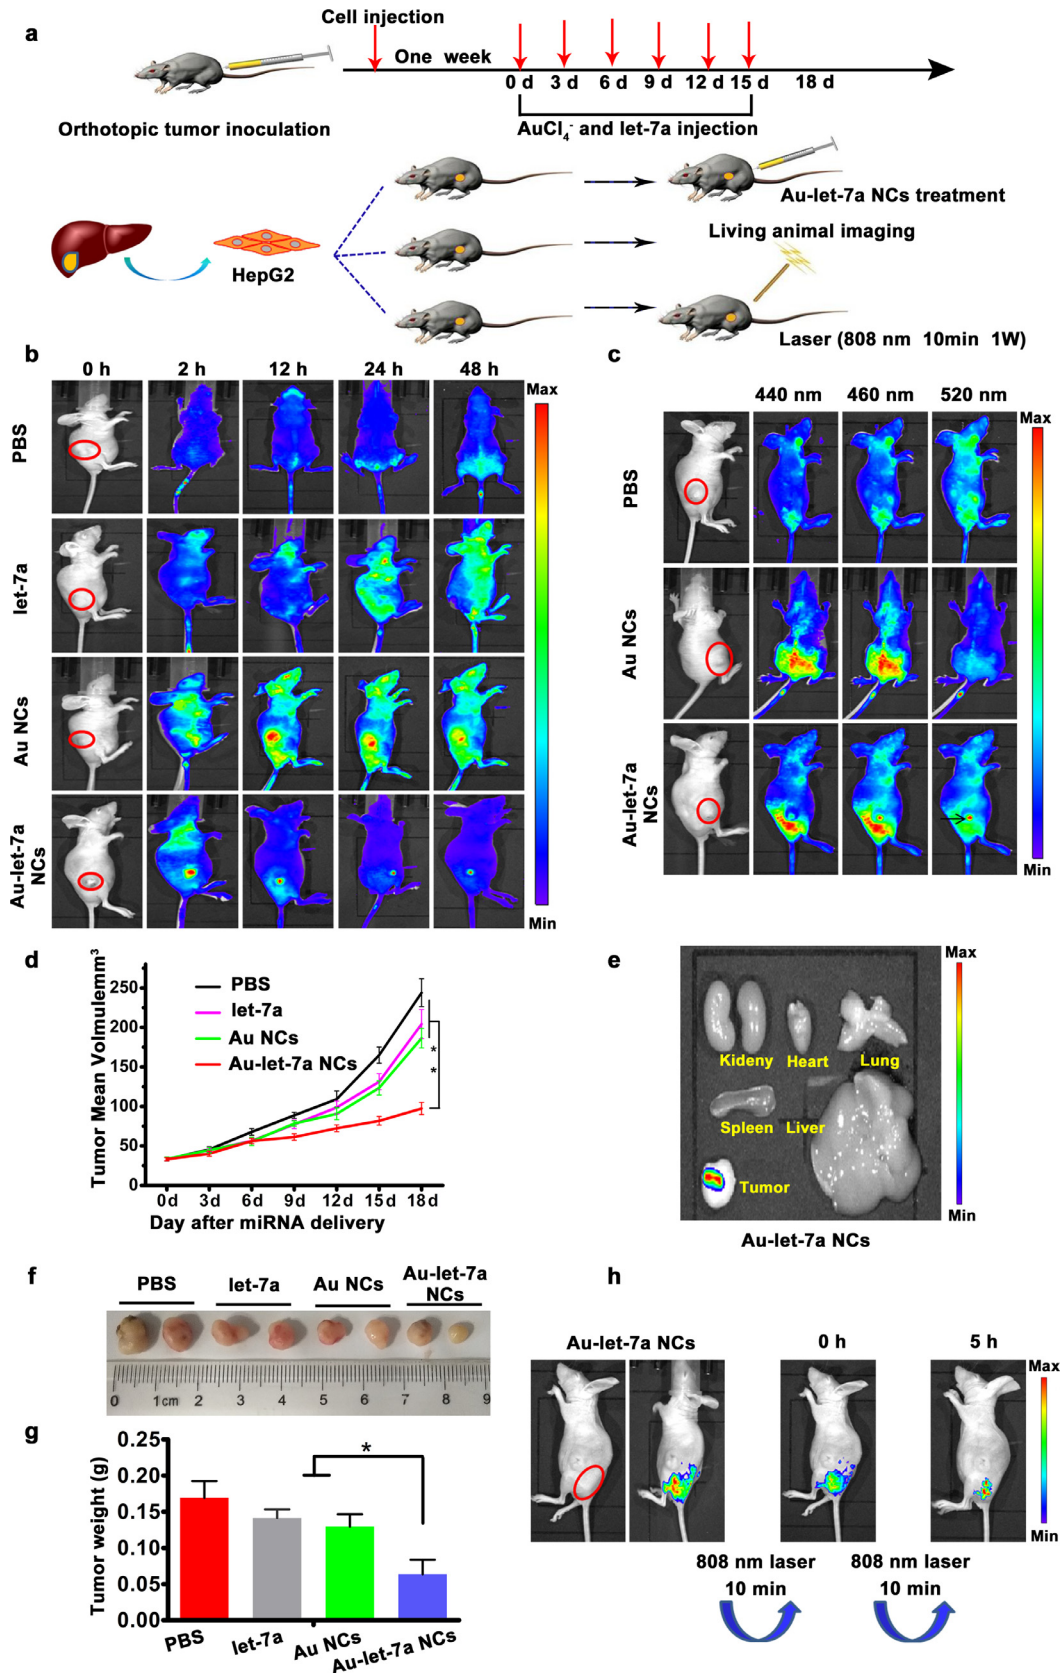 a
Cell injection
One week
0 d 3 d 6 d 9 d 12 d 15 d 18 d
Orthotopic tumor inoculation
AuCl4- and let-7a injection
Au-let-7a NCs treatment
HepG2
Living animal imaging
Laser (808 nm 10min 1W)
b
0 h 2 h 12 h 24 h 48 h
Max
PBS
let-7a
Au NCs
Au-let-7a
NCs
Min
c
440 nm 460 nm 520 nm
Max
PBS
Au NCs
Au-let-7a
NCs
Min
d
Tumor Mean Volmulemm³
250
200
150
100
50
0
PBS
let-7a
Au NCs
Au-let-7a NCs
*
*
0d 3d 6d 9d 12d 15d 18d
Day after miRNA delivery
e
Max
Kideny Heart Lung
Spleen Liver
Tumor
Min
Au-let-7a NCs
f
PBS let-7a Au NCs Au-let-7a
NCs
0 1cm 2 3 4 5 6 7 8 9
g
Tumor weight (g)
0.25
0.20
0.15
0.10
0.05
0.00
*
PBS let-7a Au NCs Au-let-7a NCs
h
Au-let-7a NCs 0 h 5 h
Max
Min
808 nm laser 808 nm laser
10 min 10 min